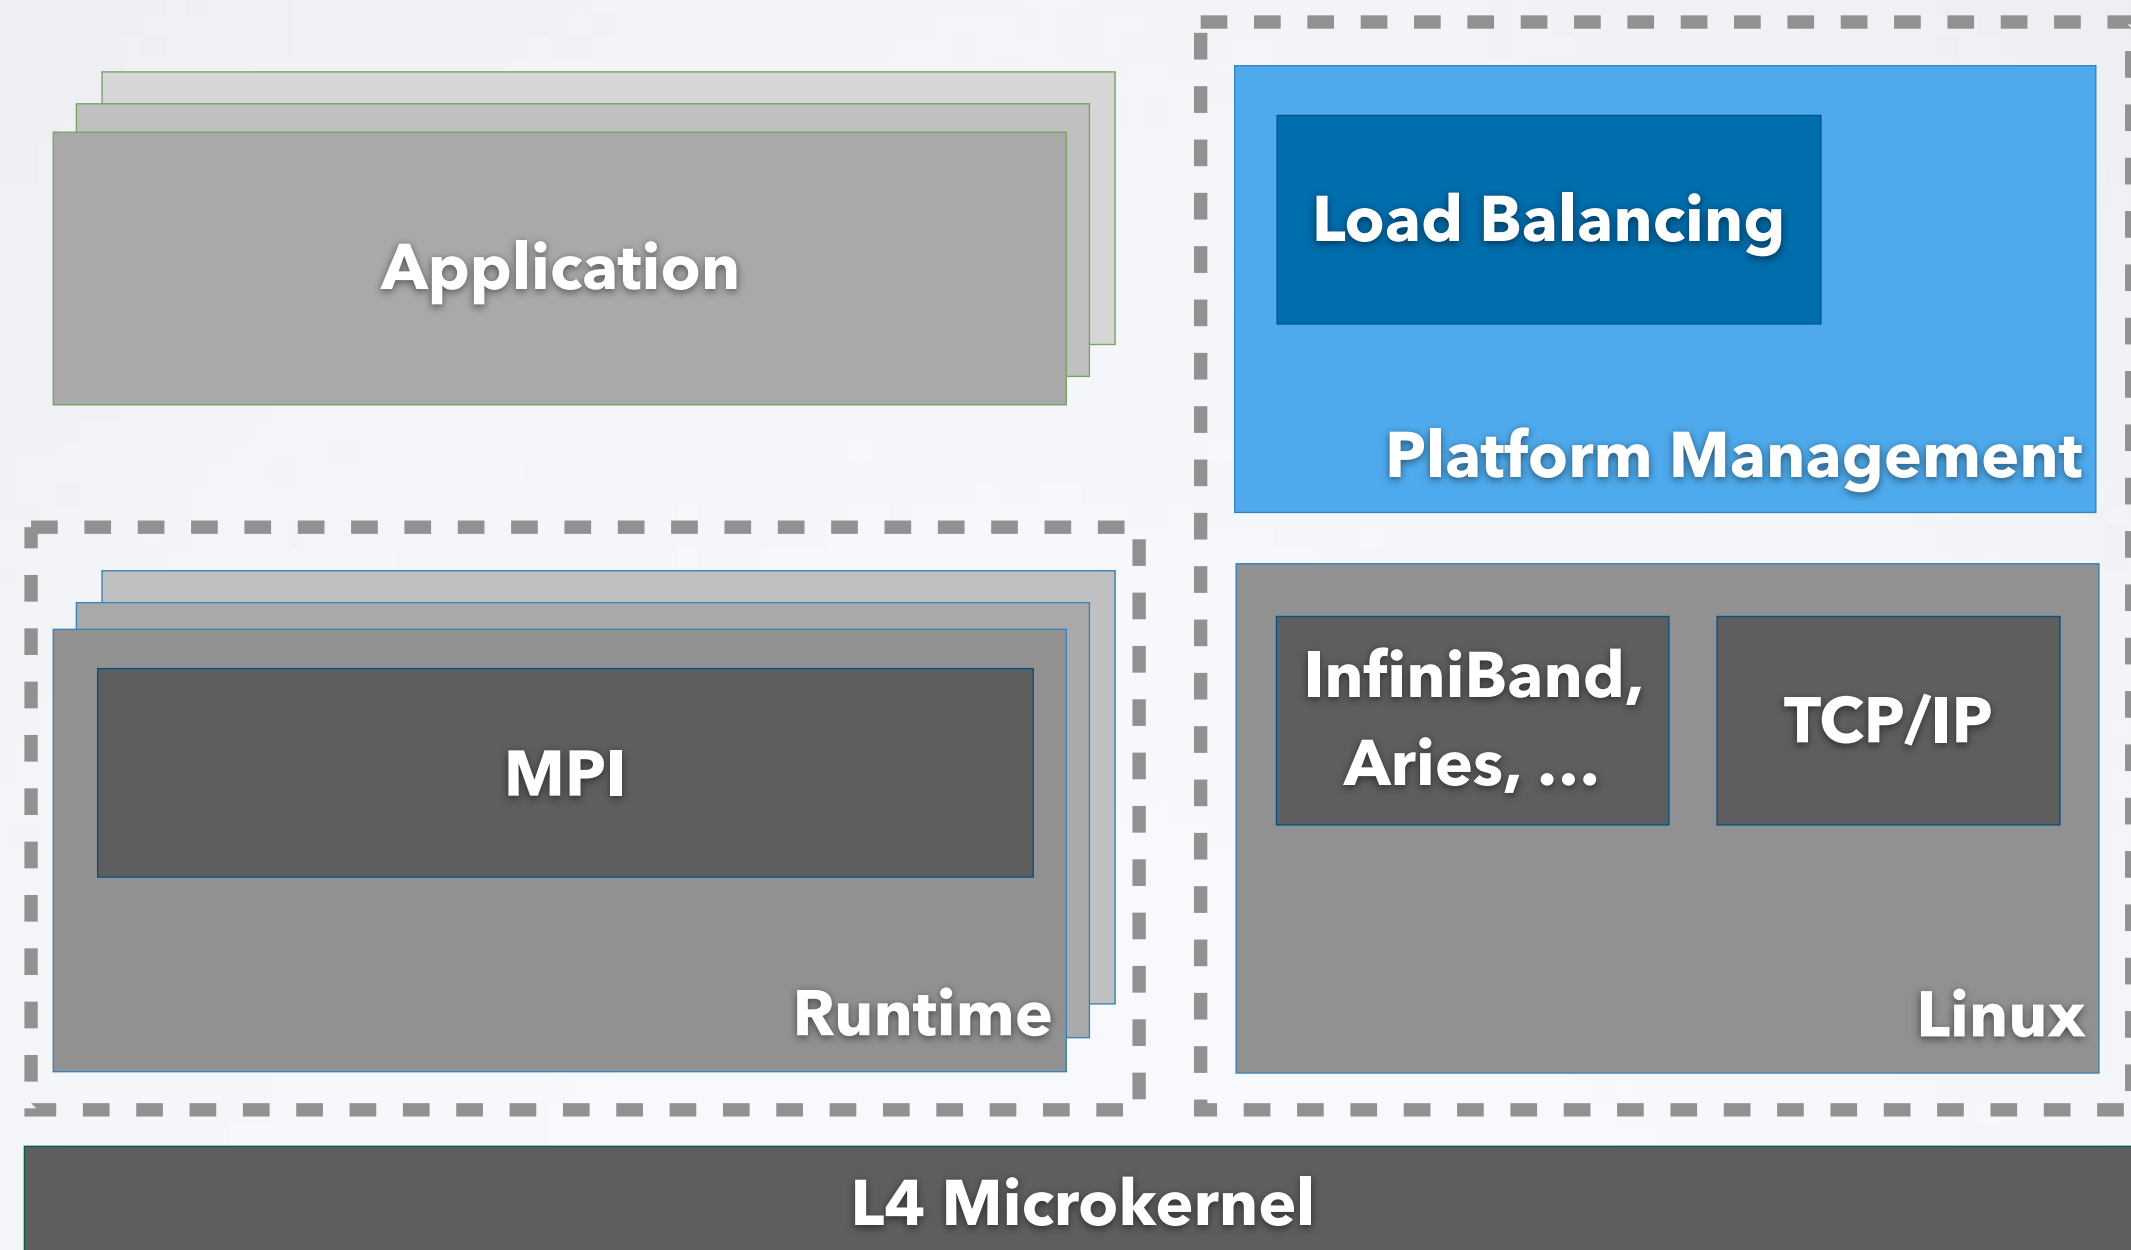 Application
Load Balancing
Platform Management
MPI
Runtime
InfiniBand,
Aries, ...
TCP/IP
Linux
L4 Microkernel